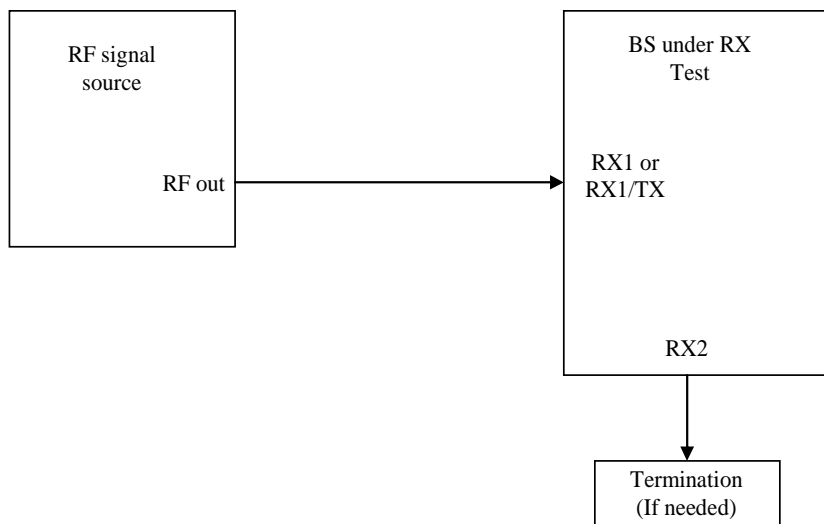 RF signal
source
RF out
BS under RX
Test
RX1 or
RX1/TX
RX2
Termination
(If needed)